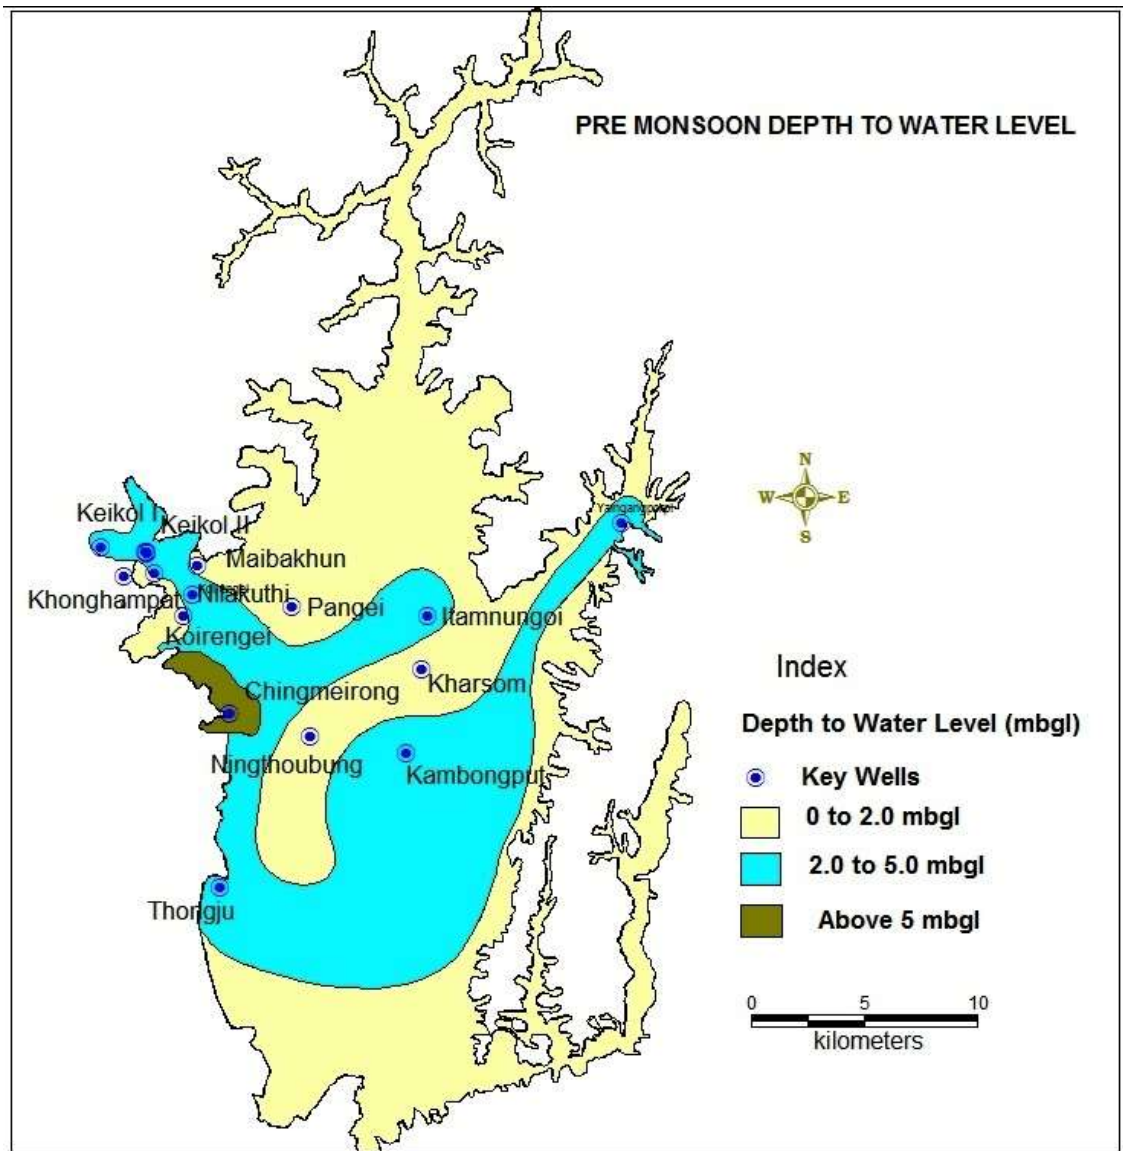 PRE MONSOON DEPTH TO WATER LEVEL
N
W E
S
Keikol I
Keikol II
Maibakhun
Khonghampat
Nilakuthi
Pangei
Itamnungoi
Koirengei
Kharsom
Chingmeirong
Ningthoubung
Kambongput
Thongju
Index
Depth to Water Level (mbgl)
Key Wells
0 to 2.0 mbgl
2.0 to 5.0 mbgl
Above 5 mbgl
0 5 10
kilometers